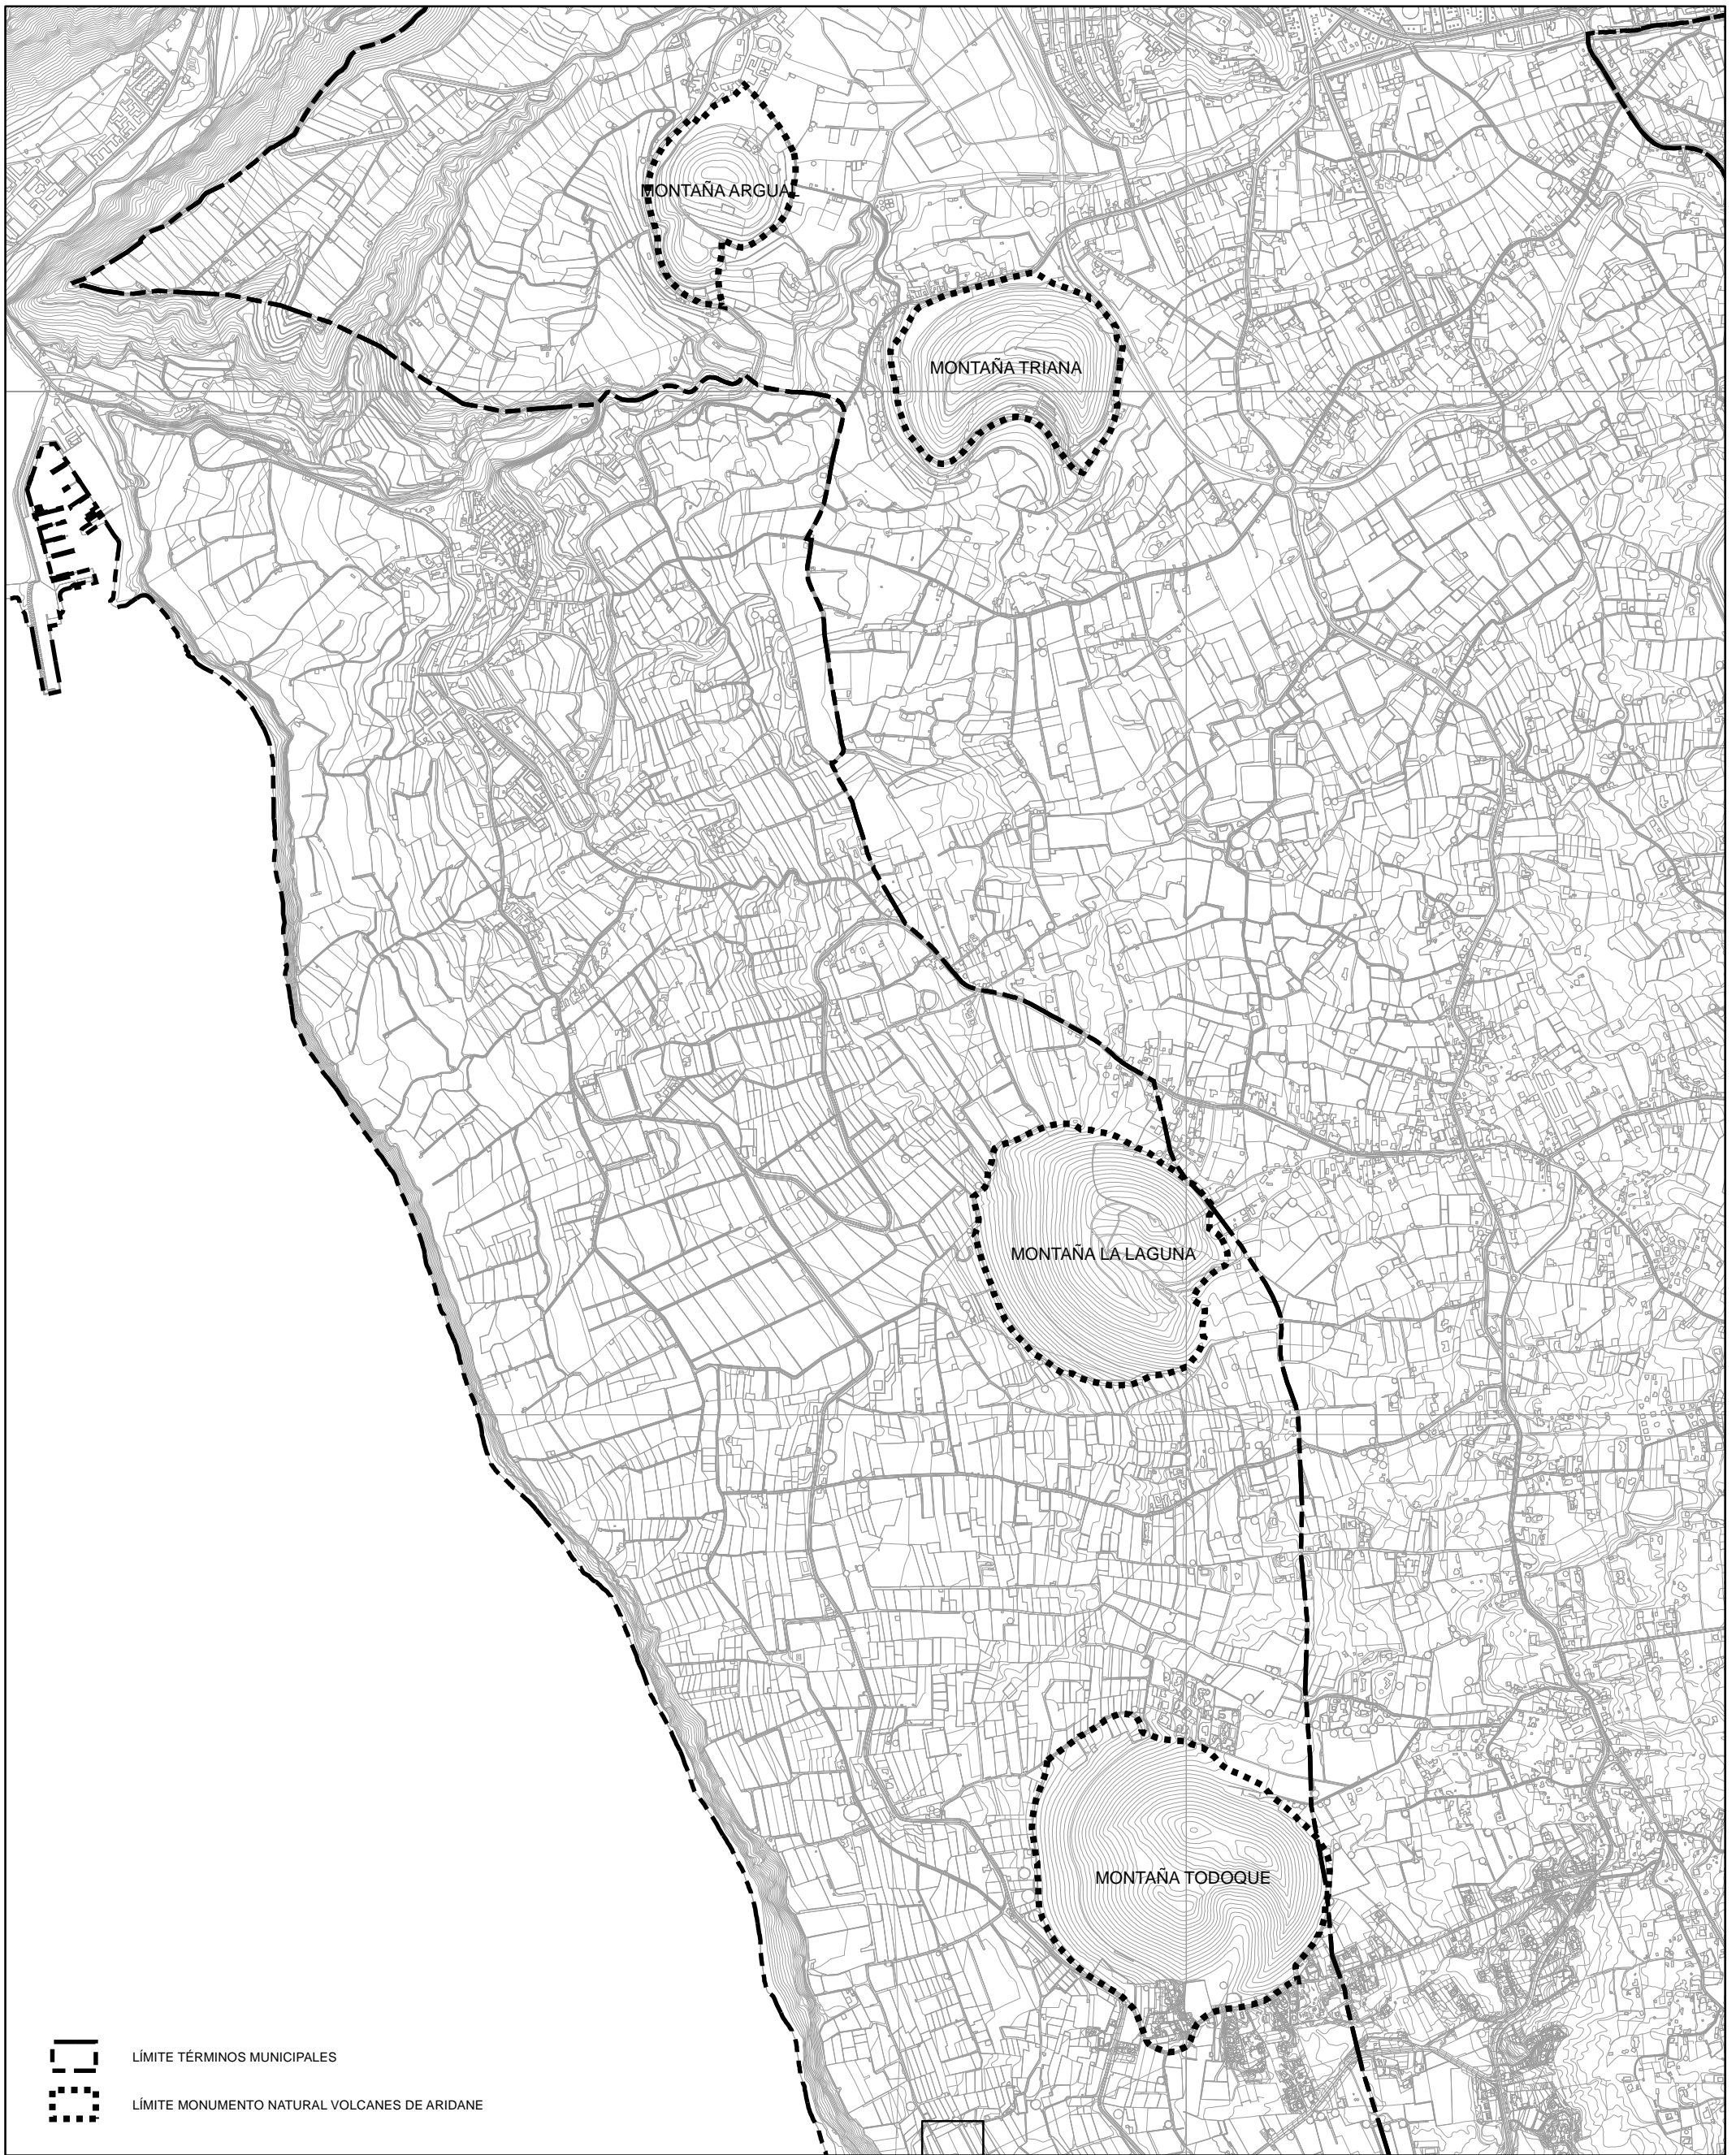 MONTAÑA ARGUAL
MONTAÑA TRIANA
MONTAÑA LA LAGUNA
MONTAÑA TODOQUE
LÍMITE TÉRMINOS MUNICIPALES
LÍMITE MONUMENTO NATURAL VOLCANES DE ARIDANE